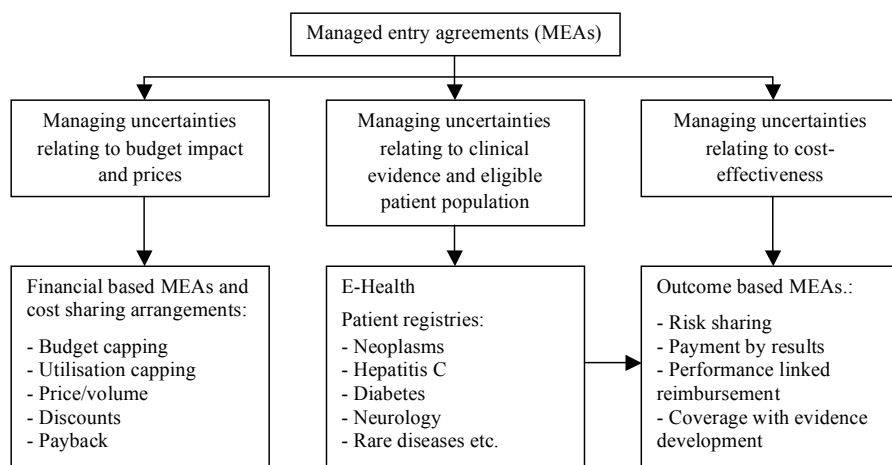 Managed entry agreements (MEAs)
Managing uncertainties
relating to budget impact
and prices
Managing uncertainties
relating to clinical
evidence and eligible
patient population
Managing uncertainties
relating to cost-
effectiveness
Financial based MEAs and
cost sharing arrangements:
- Budget capping
- Utilisation capping
- Price/volume
- Discounts
- Payback
E-Health
Patient registries:
- Neoplasms
- Hepatitis C
- Diabetes
- Neurology
- Rare diseases etc.
Outcome based MEAs.:
- Risk sharing
- Payment by results
- Performance linked
reimbursement
- Coverage with evidence
development